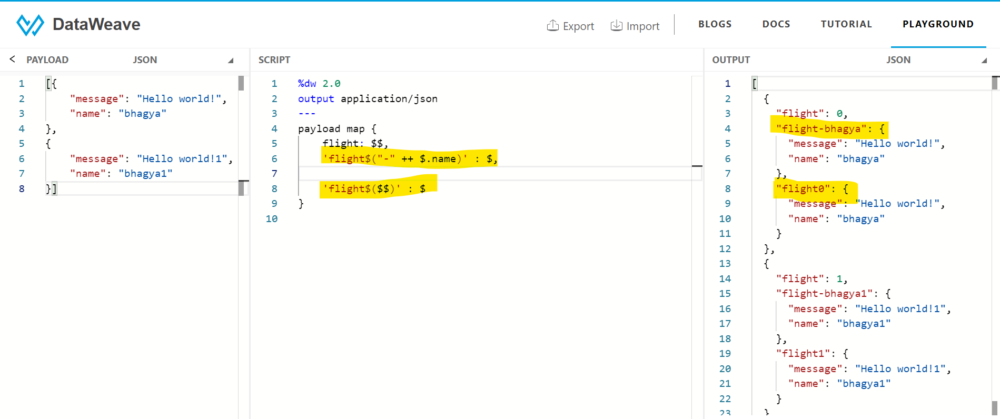 DataWeave
Export Import BLOGS DOCS TUTORIAL PLAYGROUND
< PAYLOAD JSON
1 [{
2 "message": "Hello world!",
3 "name": "bhagya"
4 },
5 {
6 "message": "Hello world!1",
7 "name": "bhagya1"
8 }]
SCRIPT
1 %dw 2.0
2 output application/json
3 ---
4 payload map {
5 flight: $$,
6 'flight$("-" ++ $.name)' : $,
7
8 'flight$($$)' : $
9 }
10
OUTPUT JSON
1 [
2 {
3 "flight": 0,
4 "flight-bhagya": {
5 "message": "Hello world!",
6 "name": "bhagya"
7 },
8 "flight0": {
9 "message": "Hello world!",
10 "name": "bhagya"
11 }
12 },
13 {
14 "flight": 1,
15 "flight-bhagya1": {
16 "message": "Hello world!1",
17 "name": "bhagya1"
18 },
19 "flight1": {
20 "message": "Hello world!1",
21 "name": "bhagya1"
22 }
23 }